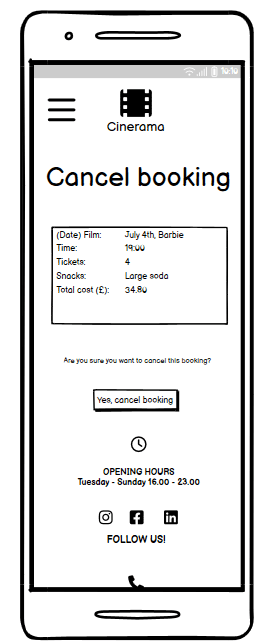 10:10
Cinerama
Cancel booking
(Date) Film: July 4th, Barbie
Time: 19:00
Tickets: 4
Snacks: Large soda
Total cost (£): 34.80
Are you sure you want to cancel this booking?
Yes, cancel booking
OPENING HOURS
Tuesday - Sunday 16.00 - 23.00
FOLLOW US!